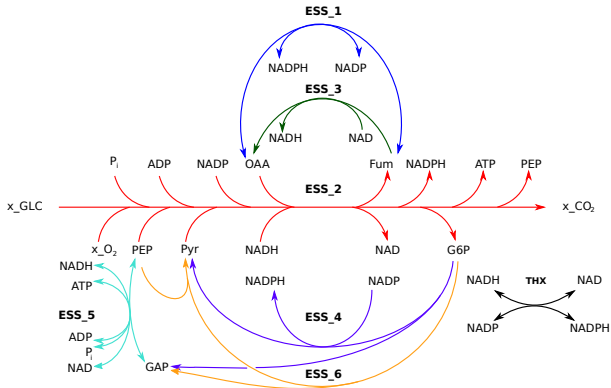 ESS_1
NADPH NADP
ESS_3
NADH NAD
Pi ADP NADP OAA Fum NADPH ATP PEP
ESS_2
x_GLC x_CO2
x_O2 PEP Pyr NADH NAD G6P
NADH NADPH NADP NADH THX NAD
ATP
ESS_5 ESS_4 NADP NADPH
ADP
Pi
NAD GAP
ESS_6